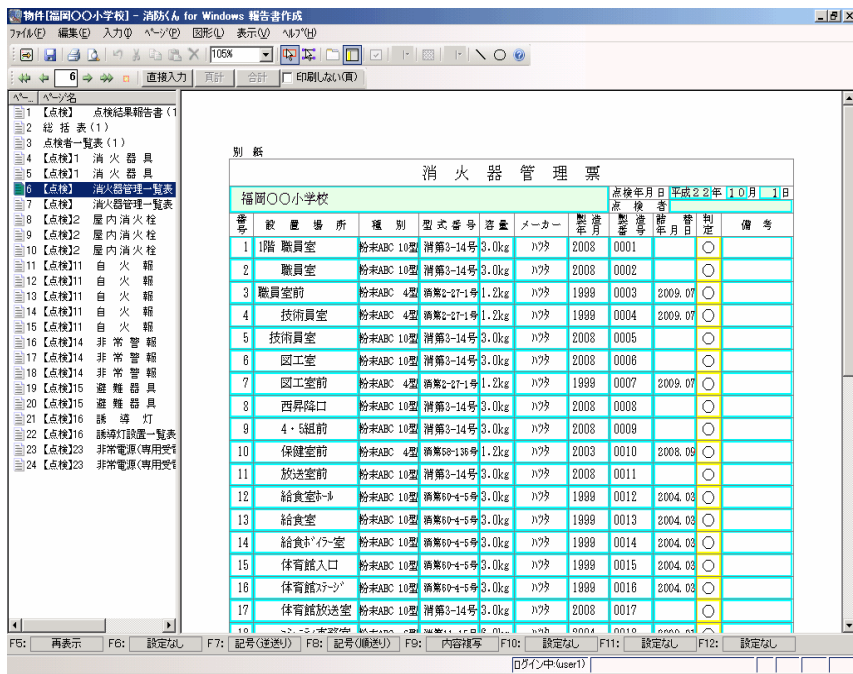 物件[福岡〇〇小学校] - 消防くん for Windows 報告書作成
ファイル(F) 編集(E) 入力(I) ページ(P) 図形(L) 表示(V) ヘルプ(H)
105%
6 直接入力 頁計 合計 印刷しない(頁)
ペー... ページ名
1 【点検】 点検結果報告書(1
2 総 括 表(1)
3 点検者一覧表(1)
4 【点検】1 消 火 器 具
5 【点検】1 消 火 器 具
6 【点検】 消火器管理一覧表
7 【点検】 消火器管理一覧表
8 【点検】2 屋内消火栓
9 【点検】2 屋内消火栓
10 【点検】2 屋内消火栓
11 【点検】11 自 火 報
12 【点検】11 自 火 報
13 【点検】11 自 火 報
14 【点検】11 自 火 報
15 【点検】11 自 火 報
16 【点検】14 非 常 警 報
17 【点検】14 非 常 警 報
18 【点検】14 非 常 警 報
19 【点検】15 避 難 器 具
20 【点検】15 避 難 器 具
21 【点検】16 誘 導 灯
22 【点検】16 誘導灯設置一覧表
23 【点検】23 非常電源(専用受電
24 【点検】23 非常電源(専用受電
別 紙
消 火 器 管 理 票
福岡〇〇小学校 点検年月日 平成22年 10月 1日
点 検 者
番号 設 置 場 所 種 別 型式番号 容量 メーカー 製造年月 製造番号 詰替年月日 判定 備 考
1 1階 職員室 粉末ABC 10型 消第3-14号 3.0kg ハツタ 2008 0001 〇
2 職員室 粉末ABC 10型 消第3-14号 3.0kg ハツタ 2008 0002 〇
3 職員室前 粉末ABC 4型 消第2-27-1号 1.2kg ハツタ 1999 0003 2009.07 〇
4 技術員室 粉末ABC 4型 消第2-27-1号 1.2kg ハツタ 1999 0004 2009.07 〇
5 技術員室 粉末ABC 10型 消第3-14号 3.0kg ハツタ 2008 0005 〇
6 図工室 粉末ABC 10型 消第3-14号 3.0kg ハツタ 2008 0006 〇
7 図工室前 粉末ABC 4型 消第2-27-1号 1.2kg ハツタ 1999 0007 2009.07 〇
8 西昇降口 粉末ABC 10型 消第3-14号 3.0kg ハツタ 2008 0008 〇
9 4・5組前 粉末ABC 10型 消第3-14号 3.0kg ハツタ 2008 0009 〇
10 保健室前 粉末ABC 4型 消第58-136号 1.2kg ハツタ 2003 0010 2008.09 〇
11 放送室前 粉末ABC 10型 消第3-14号 3.0kg ハツタ 2008 0011 〇
12 給食室ホール 粉末ABC 10型 消第60-4-5号 3.0kg ハツタ 1999 0012 2004.03 〇
13 給食室 粉末ABC 10型 消第60-4-5号 3.0kg ハツタ 1999 0013 2004.03 〇
14 給食ボイラー室 粉末ABC 10型 消第60-4-5号 3.0kg ハツタ 1999 0014 2004.03 〇
15 体育館入口 粉末ABC 10型 消第60-4-5号 3.0kg ハツタ 1999 0015 2004.03 〇
16 体育館ステージ 粉末ABC 10型 消第60-4-5号 3.0kg ハツタ 1999 0016 2004.03 〇
17 体育館放送室 粉末ABC 10型 消第3-14号 3.0kg ハツタ 2008 0017 〇
F5: 再表示 F6: 設定なし F7: 記号(逆送り) F8: 記号(順送り) F9: 内容複写 F10: 設定なし F11: 設定なし F12: 設定なし
ログイン中:(user1)